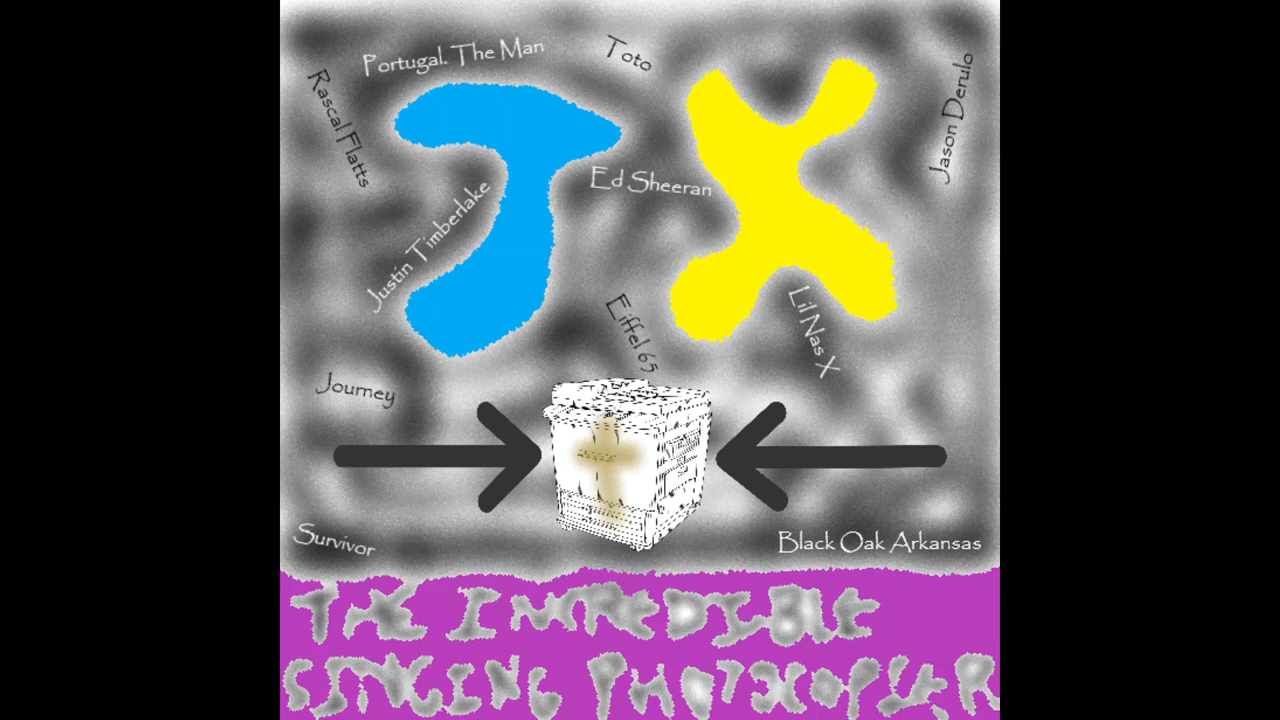 Portugal. The Man
Toto
Rascal Flatts
Jason Derulo
J X
Ed Sheeran
Justin Timberlake
Eiffel 65
Lil Nas X
Journey
Survivor
Black Oak Arkansas
THE INCREDIBLE
SINGING PHOTOCOPIER